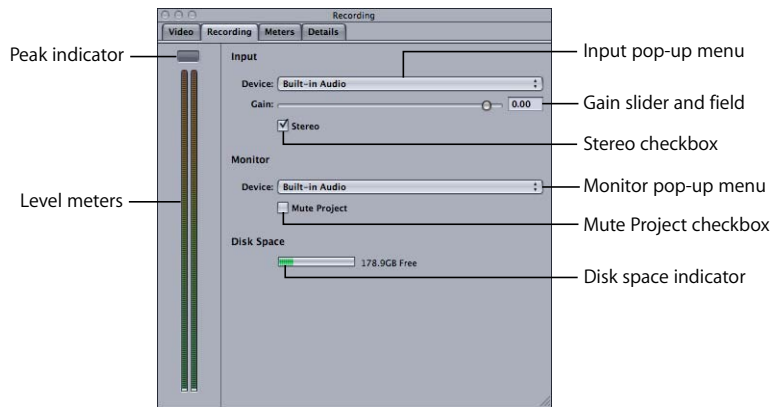 Recording
Video Recording Meters Details
Peak indicator
Input
Input pop-up menu
Device: Built-in Audio
Gain: 0.00
Gain slider and field
Stereo
Stereo checkbox
Monitor
Level meters
Device: Built-in Audio
Monitor pop-up menu
Mute Project
Mute Project checkbox
Disk Space
178.9GB Free
Disk space indicator